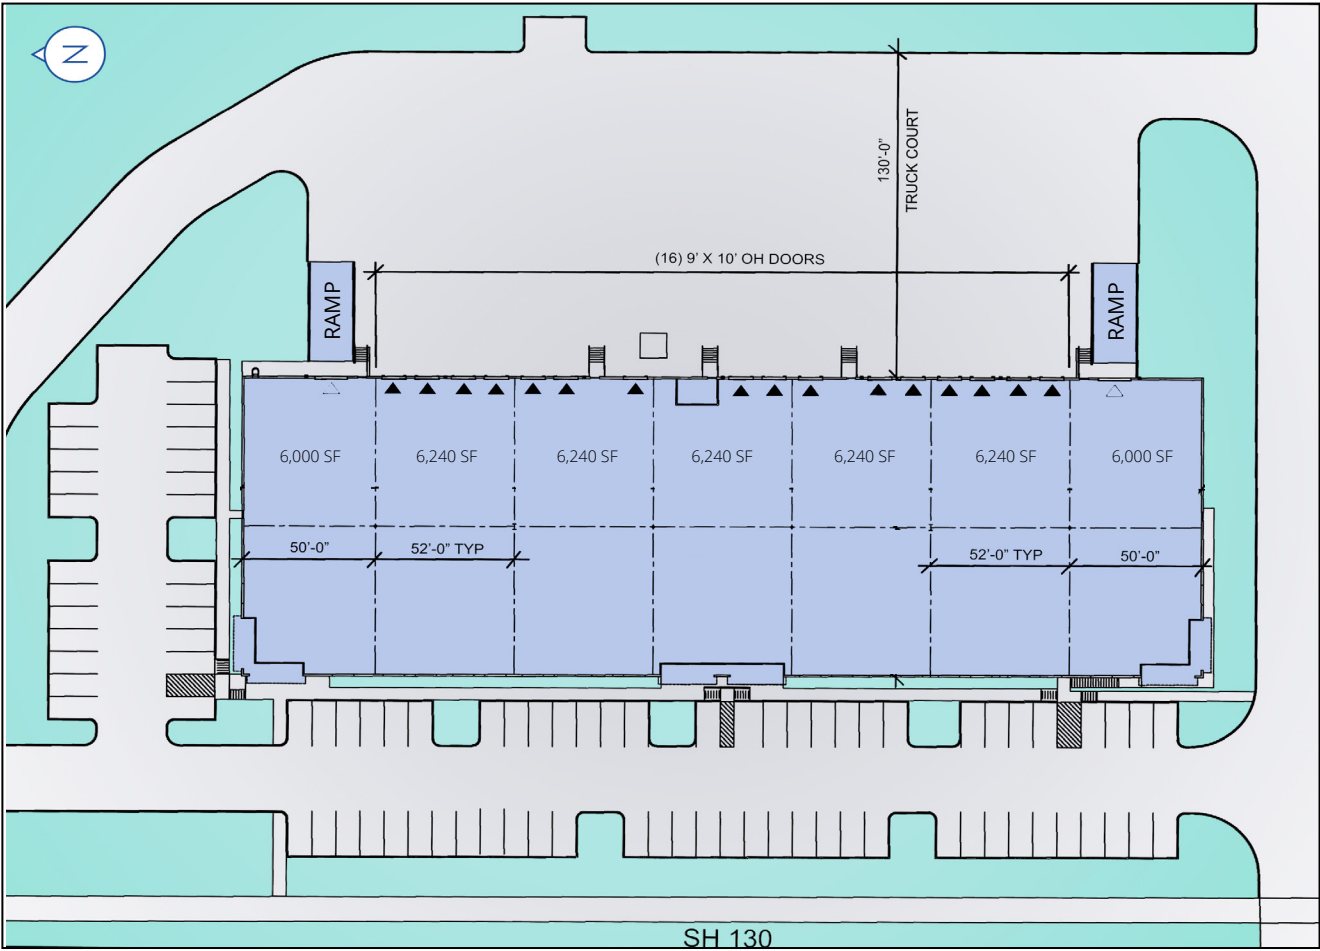 N
130'-0"
TRUCK COURT
(16) 9' X 10' OH DOORS
RAMP
RAMP
6,000 SF
6,240 SF
6,240 SF
6,240 SF
6,240 SF
6,240 SF
6,000 SF
50'-0"
52'-0" TYP
52'-0" TYP
50'-0"
SH 130